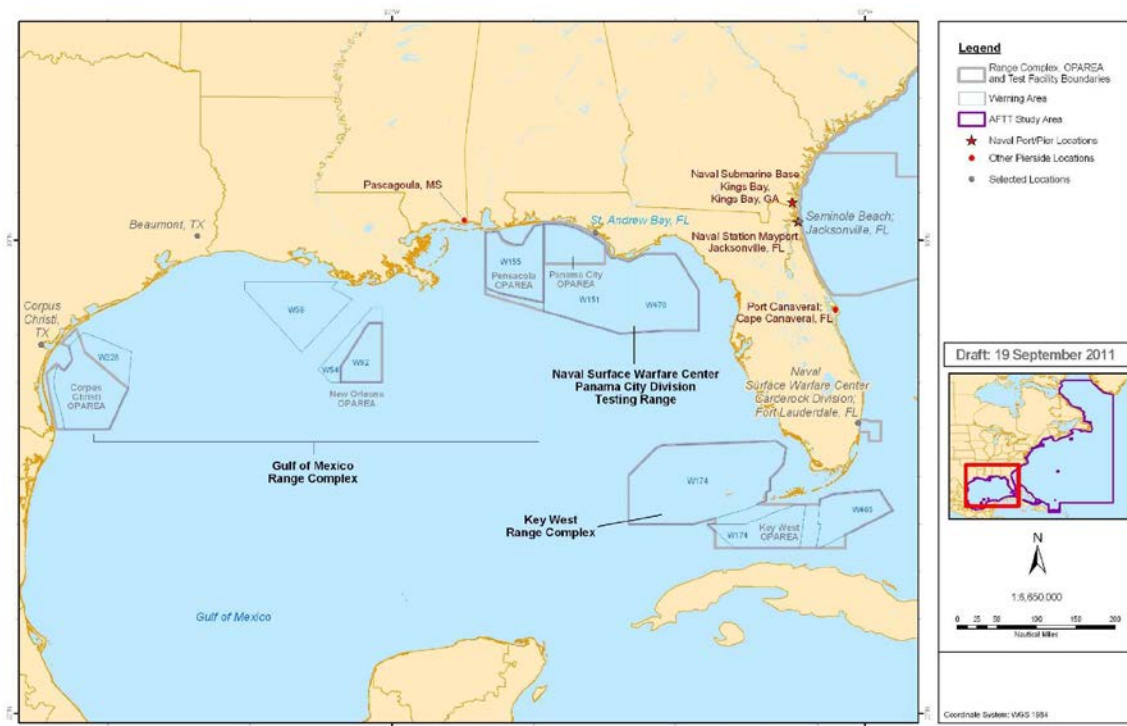 Pascagoula, MS
Beaumont, TX
Corpus
Christi,
TX
W228
Corpus
Christi
OPAREA
W59
W54
W92
New Orleans
OPAREA
Gulf of Mexico
Range Complex
Gulf of Mexico
St. Andrew Bay, FL
W155
Pensacola
OPAREA
Panama City
OPAREA
W151
W470
Naval Surface Warfare Center
Panama City Division
Testing Range
Naval Submarine Base
Kings Bay,
Kings Bay, GA
Naval Station Mayport,
Jacksonville, FL
Seminole Beach;
Jacksonville, FL
Port Canaveral;
Cape Canaveral, FL
Naval
Surface Warfare Center
Carderock Division;
Fort Lauderdale, FL
W174
Key West
Range Complex
W174
Key West
OPAREA
W465
Legend
Range Complex, OPAREA
and Test Facility Boundaries
Warning Area
AFTT Study Area
Naval Port/Pier Locations
Other Pierside Locations
Selected Locations
Draft: 19 September 2011
N
1:6,650,000
0 25 50 100 150 200
Nautical Miles
Coordinate System: WGS 1984